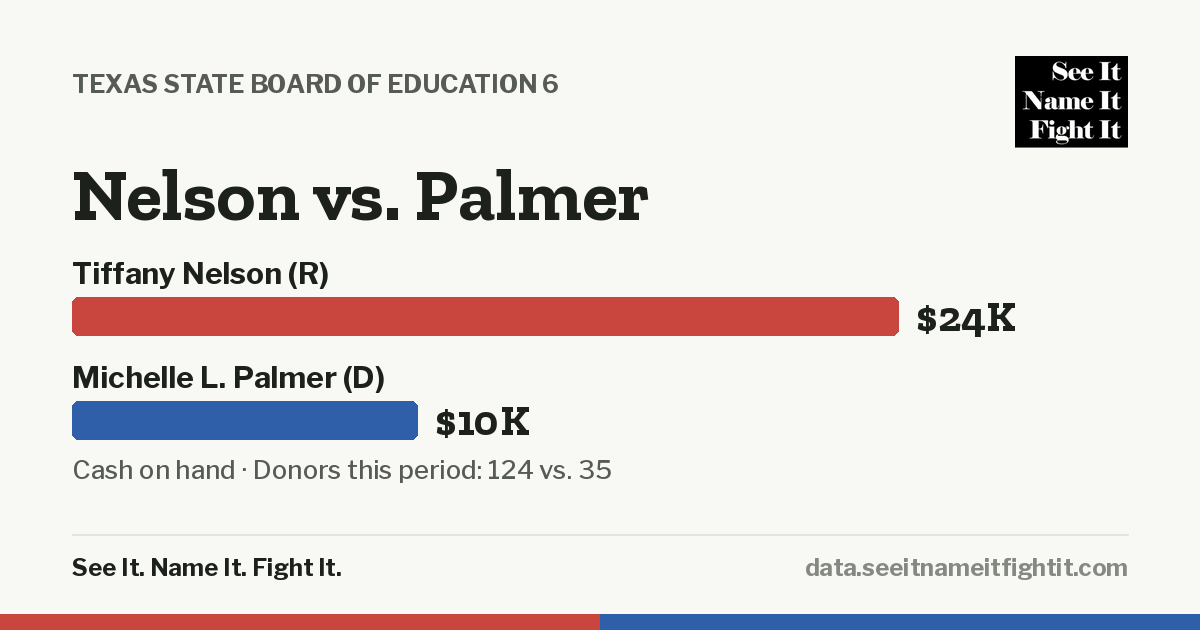 TEXAS STATE BOARD OF EDUCATION 6
See It
Name It
Fight It
Nelson vs. Palmer
Tiffany Nelson (R)
$24K
Michelle L. Palmer (D)
$10K
Cash on hand · Donors this period: 124 vs. 35
See It. Name It. Fight It.
data.seeitnameitfightit.com